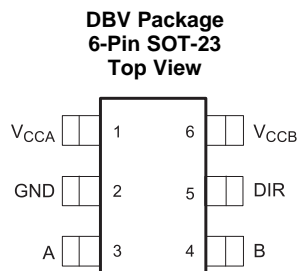 DBV Package
6-Pin SOT-23
Top View
VCCA 1 6 VCCB
GND 2 5 DIR
A 3 4 B